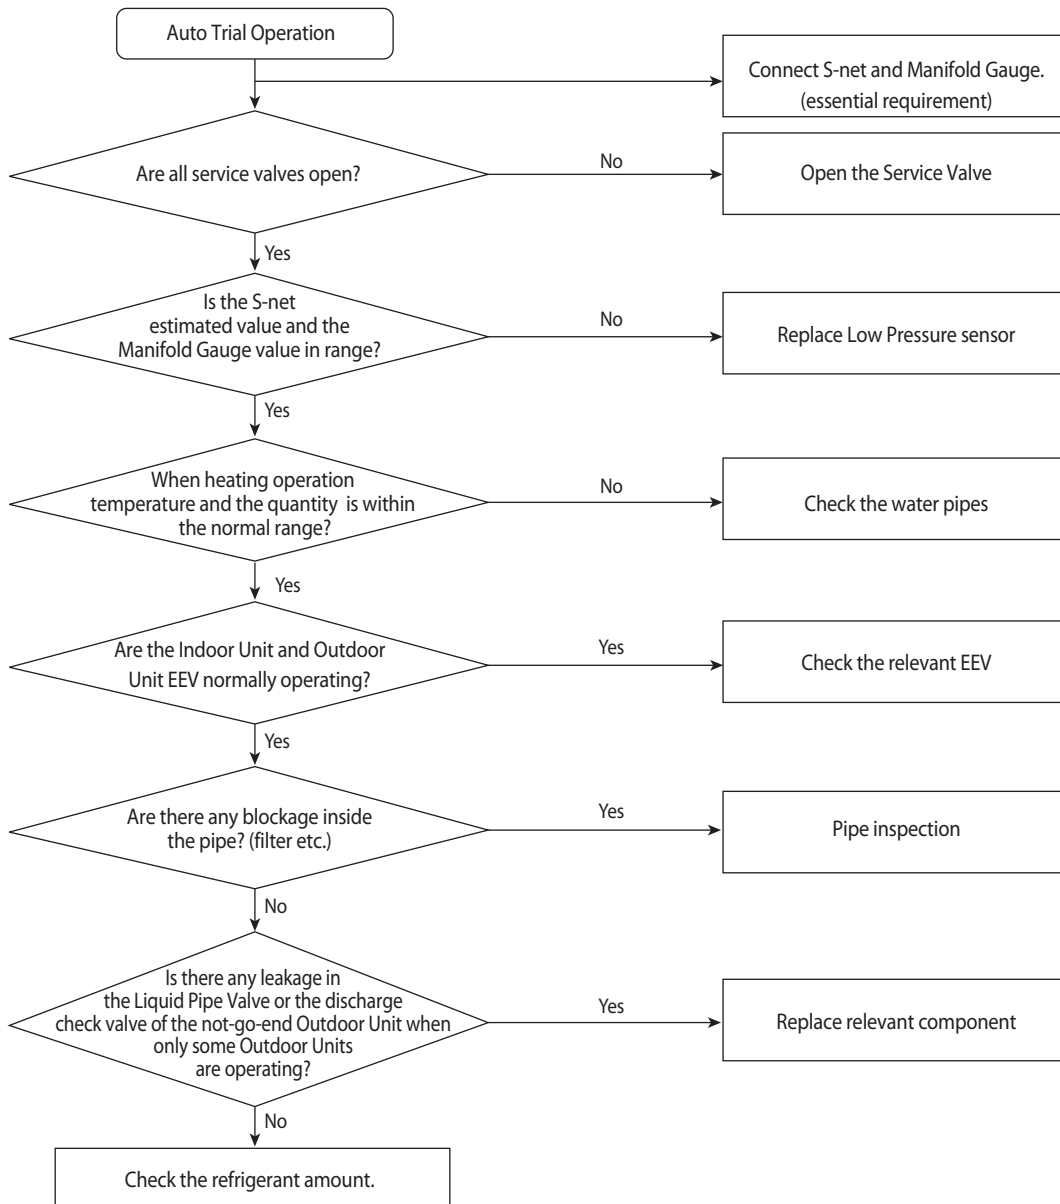 Auto Trial Operation
Connect S-net and Manifold Gauge.
(essential requirement)
Are all service valves open?
No
Open the Service Valve
Yes
Is the S-net
estimated value and the
Manifold Gauge value in range?
No
Replace Low Pressure sensor
Yes
When heating operation
temperature and the quantity is within
the normal range?
No
Check the water pipes
Yes
Are the Indoor Unit and Outdoor
Unit EEV normally operating?
Yes
Check the relevant EEV
Yes
Are there any blockage inside
the pipe? (filter etc.)
Yes
Pipe inspection
No
Is there any leakage in
the Liquid Pipe Valve or the discharge
check valve of the not-go-end Outdoor Unit when
only some Outdoor Units
are operating?
Yes
Replace relevant component
No
Check the refrigerant amount.